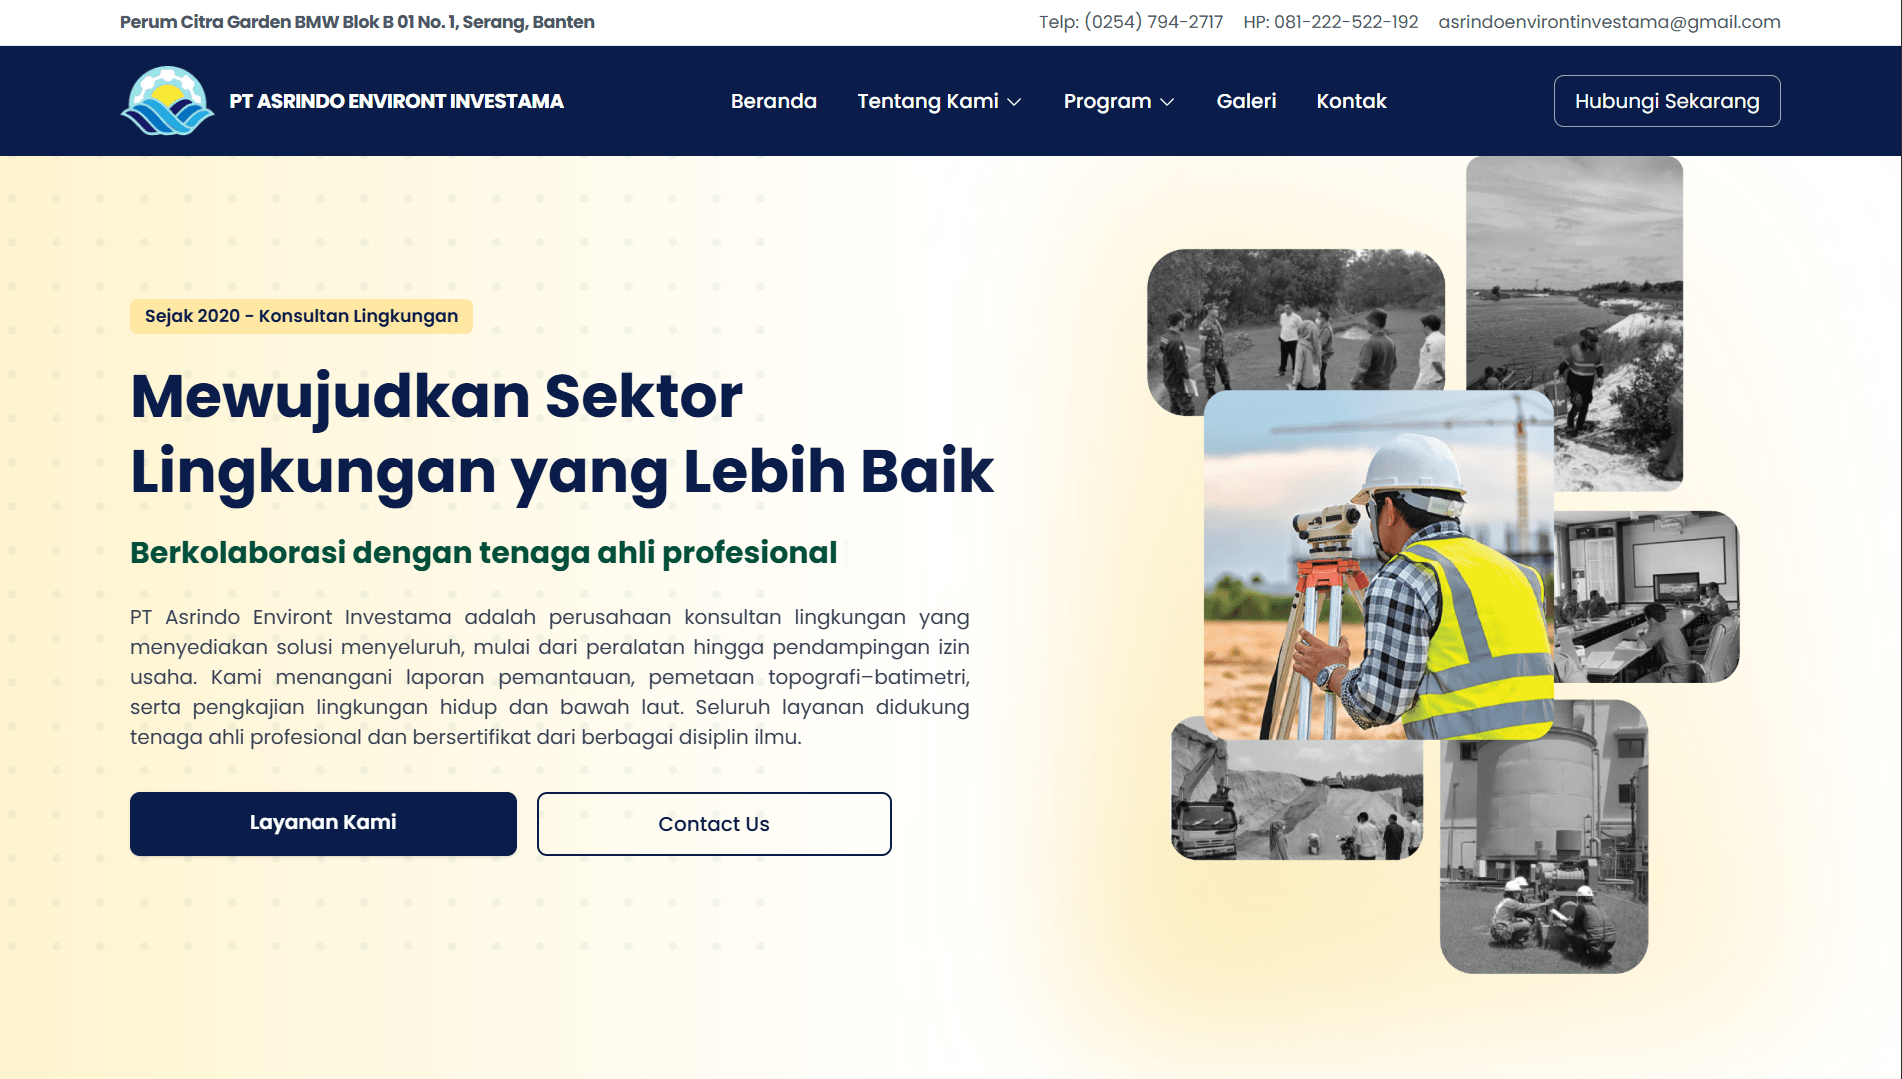 Perum Citra Garden BMW Blok B 01 No. 1, Serang, Banten
Telp: (0254) 794-2717 HP: 081-222-522-192 asrindoenvirontinvestama@gmail.com
PT ASRINDO ENVIRONT INVESTAMA
Beranda Tentang Kami Program Galeri Kontak
Hubungi Sekarang
Sejak 2020 - Konsultan Lingkungan
Mewujudkan Sektor
Lingkungan yang Lebih Baik
Berkolaborasi dengan tenaga ahli profesional
PT Asrindo Environt Investama adalah perusahaan konsultan lingkungan yang
menyediakan solusi menyeluruh, mulai dari peralatan hingga pendampingan izin
usaha. Kami menangani laporan pemantauan, pemetaan topografi–batimetri,
serta pengkajian lingkungan hidup dan bawah laut. Seluruh layanan didukung
tenaga ahli profesional dan bersertifikat dari berbagai disiplin ilmu.
Layanan Kami
Contact Us